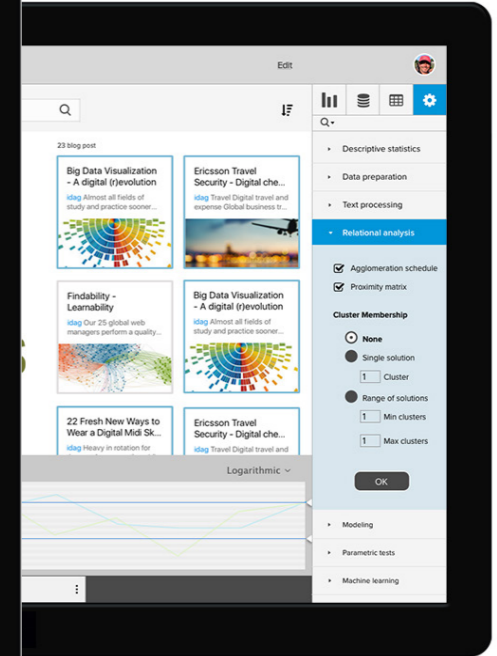 Edit
23 blog post
Big Data Visualization
- A digital (r)evolution
idag Almost all fields of
study and practice sooner...
Ericsson Travel
Security - Digital che...
idag Travel Digital travel and
expense Global business tr...
Findability -
Learnability
idag Our 25 global web
managers perform a quality...
Big Data Visualization
- A digital (r)evolution
idag Almost all fields of
study and practice sooner...
22 Fresh New Ways to
Wear a Digital Midi Sk...
idag Heavy in rotation for
Ericsson Travel
Security - Digital che...
idag Travel Digital travel and
Logarithmic
Descriptive statistics
Data preparation
Text processing
Relational analysis
Agglomeration schedule
Proximity matrix
Cluster Membership
None
Single solution
1 Cluster
Range of solutions
1 Min clusters
1 Max clusters
OK
Modeling
Parametric tests
Machine learning